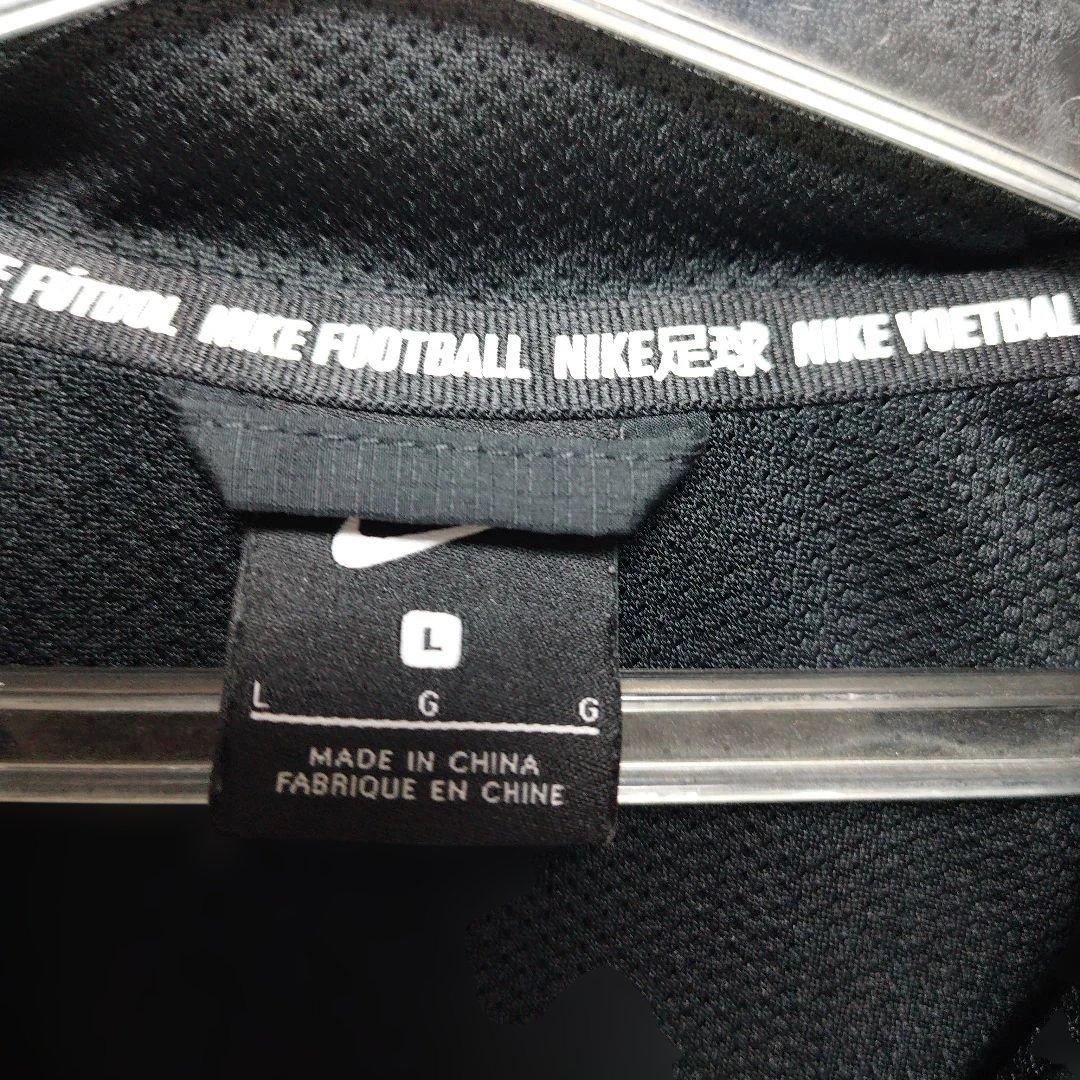 E FÚTBOL NIKE FOOTBALL NIKE足球 NIKE VOETBAL
L
L G G
MADE IN CHINA
FABRIQUE EN CHINE